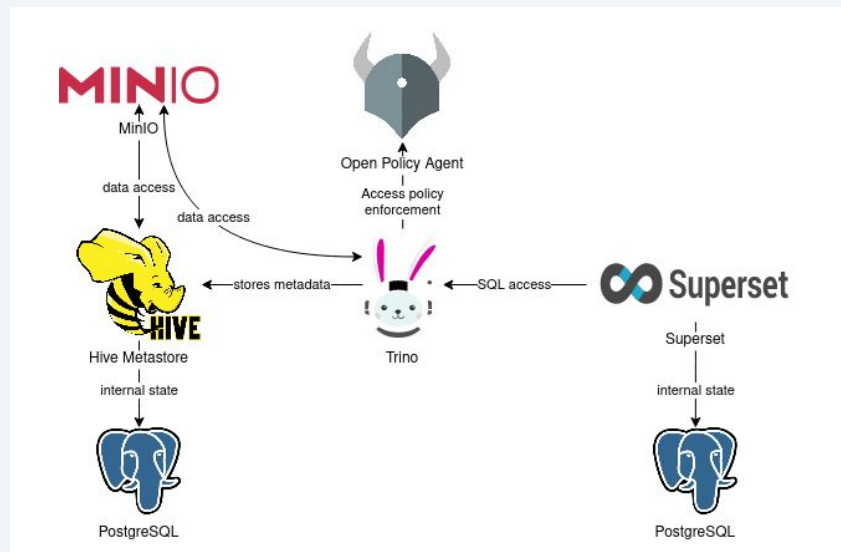 MINIO
MinIO
Open Policy Agent
data access
Access policy
enforcement
data access
stores metadata
SQL access
Superset
HIVE
Hive Metastore
Trino
Superset
internal state
internal state
PostgreSQL
PostgreSQL